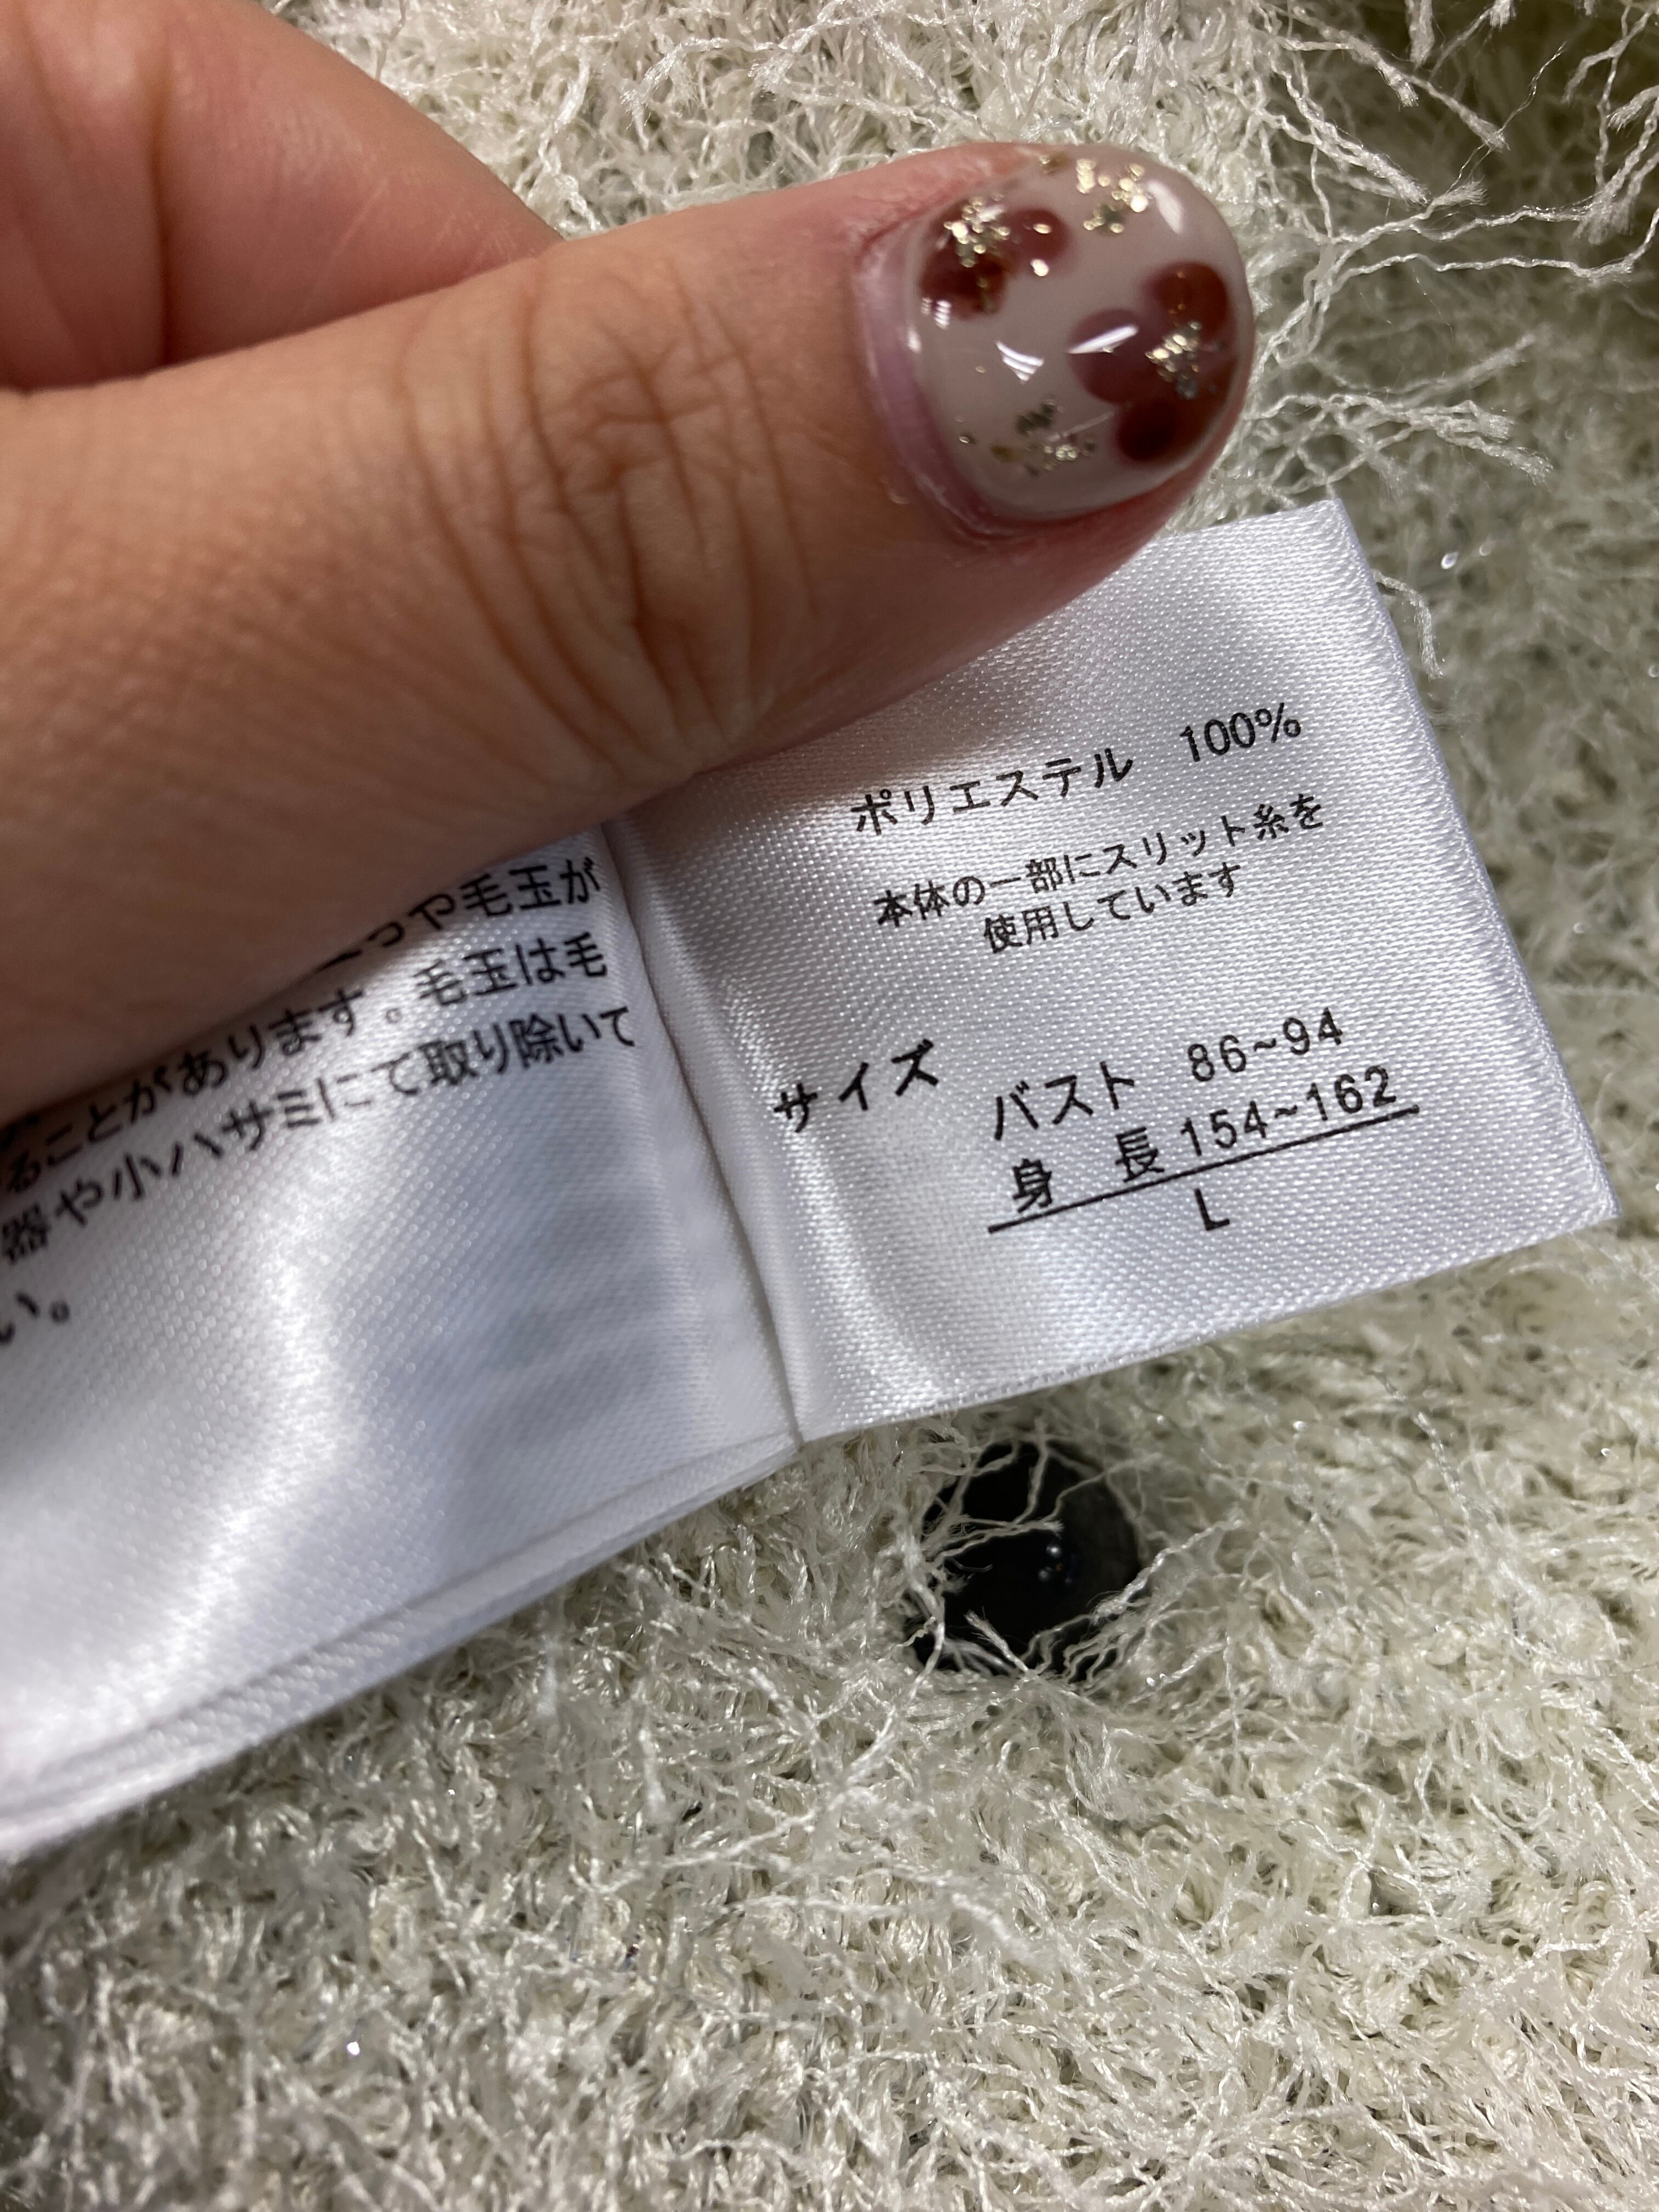 や毛玉が
ることがあります。毛玉は毛
器や小ハサミにて取り除いて
い。
ポリエステル 100%
本体の一部にスリット糸を
使用しています
サイズ
バスト 86~94
身 長 154~162
L